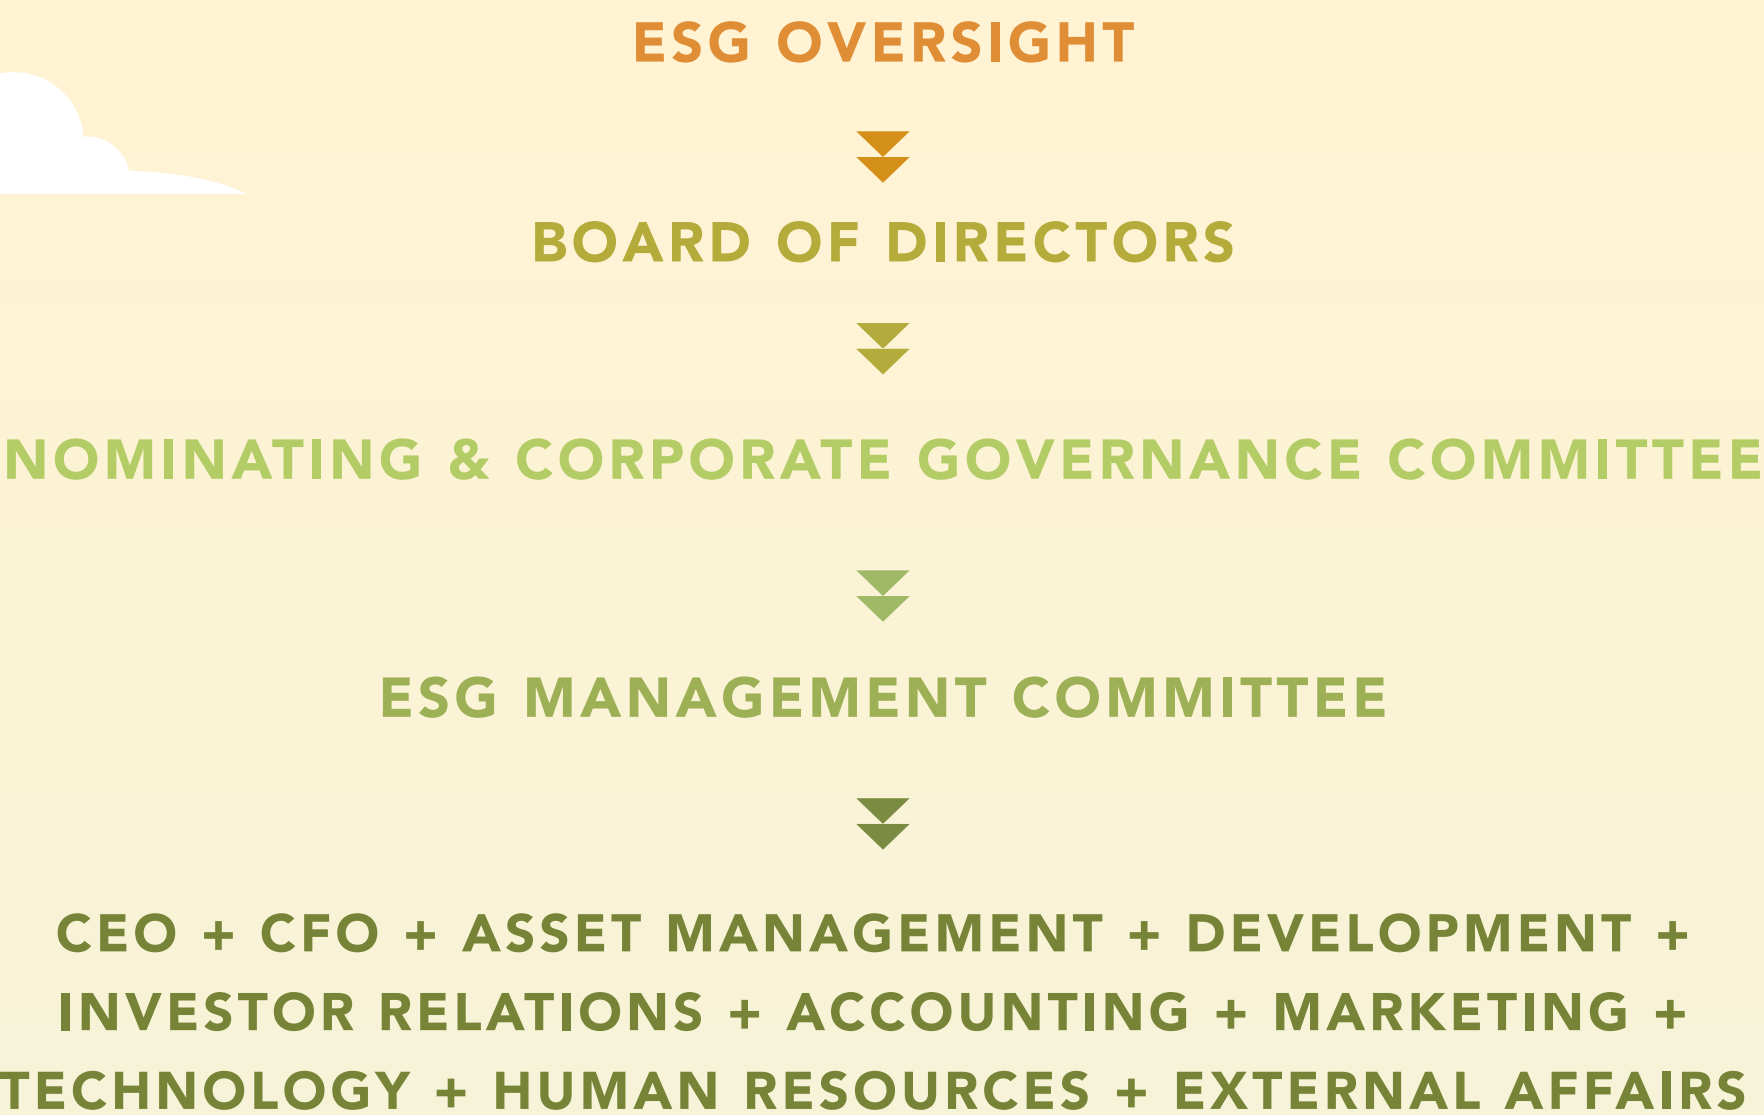 ESG OVERSIGHT
BOARD OF DIRECTORS
NOMINATING & CORPORATE GOVERNANCE COMMITTEE
ESG MANAGEMENT COMMITTEE
CEO + CFO + ASSET MANAGEMENT + DEVELOPMENT +
INVESTOR RELATIONS + ACCOUNTING + MARKETING +
TECHNOLOGY + HUMAN RESOURCES + EXTERNAL AFFAIRS